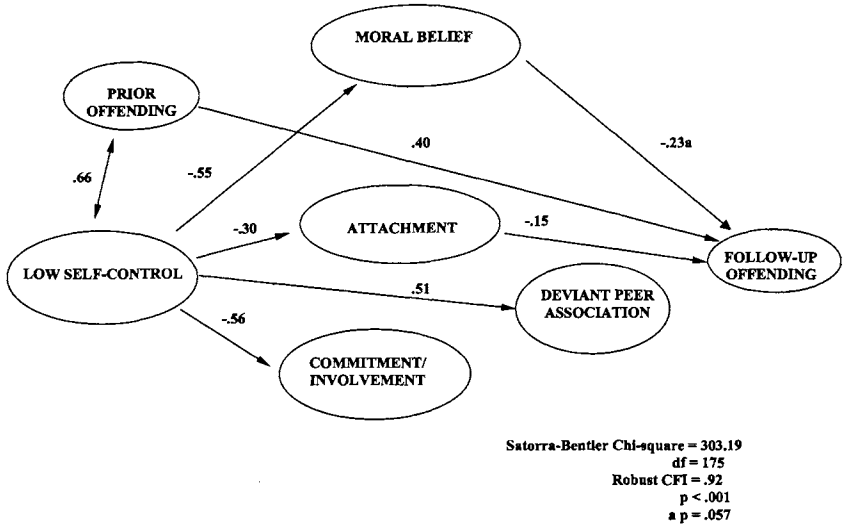 MORAL BELIEF
PRIOR
OFFENDING
.40
-.23a
.66
-.55
-.30
ATTACHMENT
-.15
LOW SELF-CONTROL
FOLLOW-UP
OFFENDING
.51
DEVIANT PEER
ASSOCIATION
-.56
COMMITMENT/
INVOLVEMENT
Satorra-Bentler Chi-square = 303.19
df = 175
Robust CFI = .92
p < .001
a p = .057